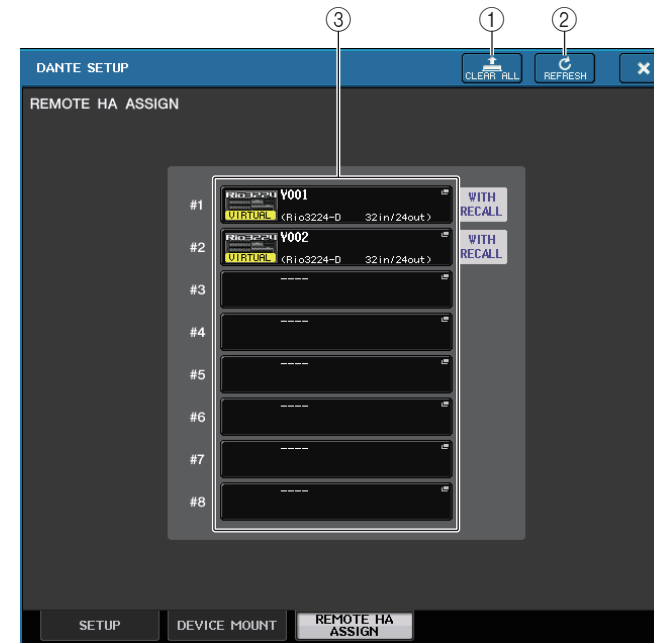 ③ ① ②
DANTE SETUP
CLEAR ALL
REFRESH
REMOTE HA ASSIGN
#1
Rio3224
VIRTUAL
Y001
(Rio3224-D 32in/24out)
WITH
RECALL
#2
Rio3224
VIRTUAL
Y002
(Rio3224-D 32in/24out)
WITH
RECALL
#3
----
#4
----
#5
----
#6
----
#7
----
#8
----
SETUP
DEVICE MOUNT
REMOTE HA
ASSIGN